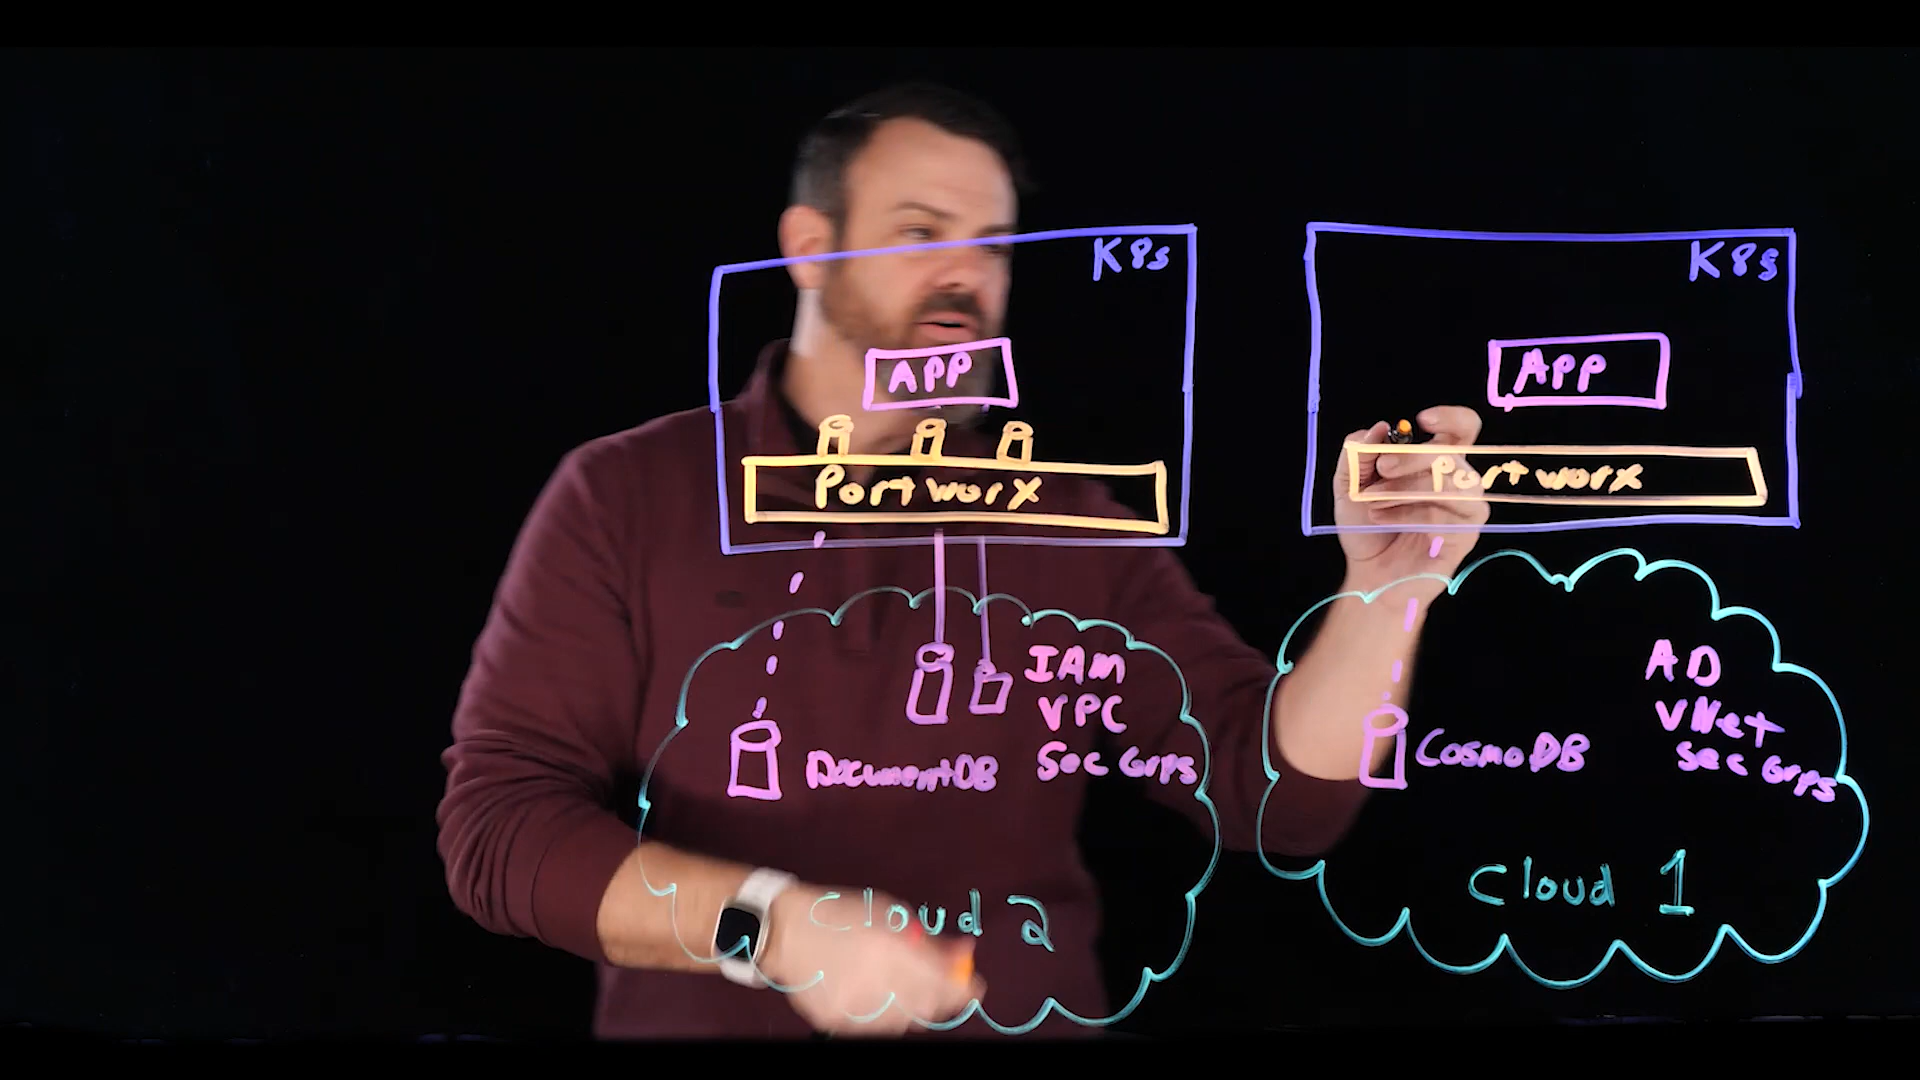 K8s
APP
Portworx
IAM
VPC
Sec Grps
DocumentDB
Cloud 2
K8s
App
Portworx
AD
VNet
Sec Grps
CosmoDB
Cloud 1